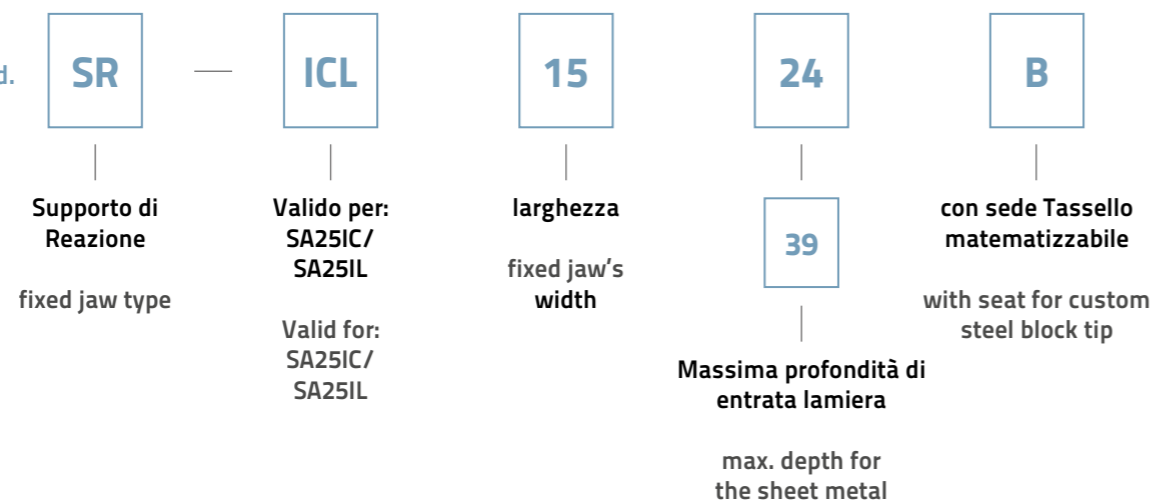 d.
SR — ICL 15 24 B
Supporto di
Reazione
fixed jaw type
Valido per:
SA25IC/
SA25IL
Valid for:
SA25IC/
SA25IL
larghezza
fixed jaw's
width
39
Massima profondità di
entrata lamiera
max. depth for
the sheet metal
con sede Tassello
matematizzabile
with seat for custom
steel block tip